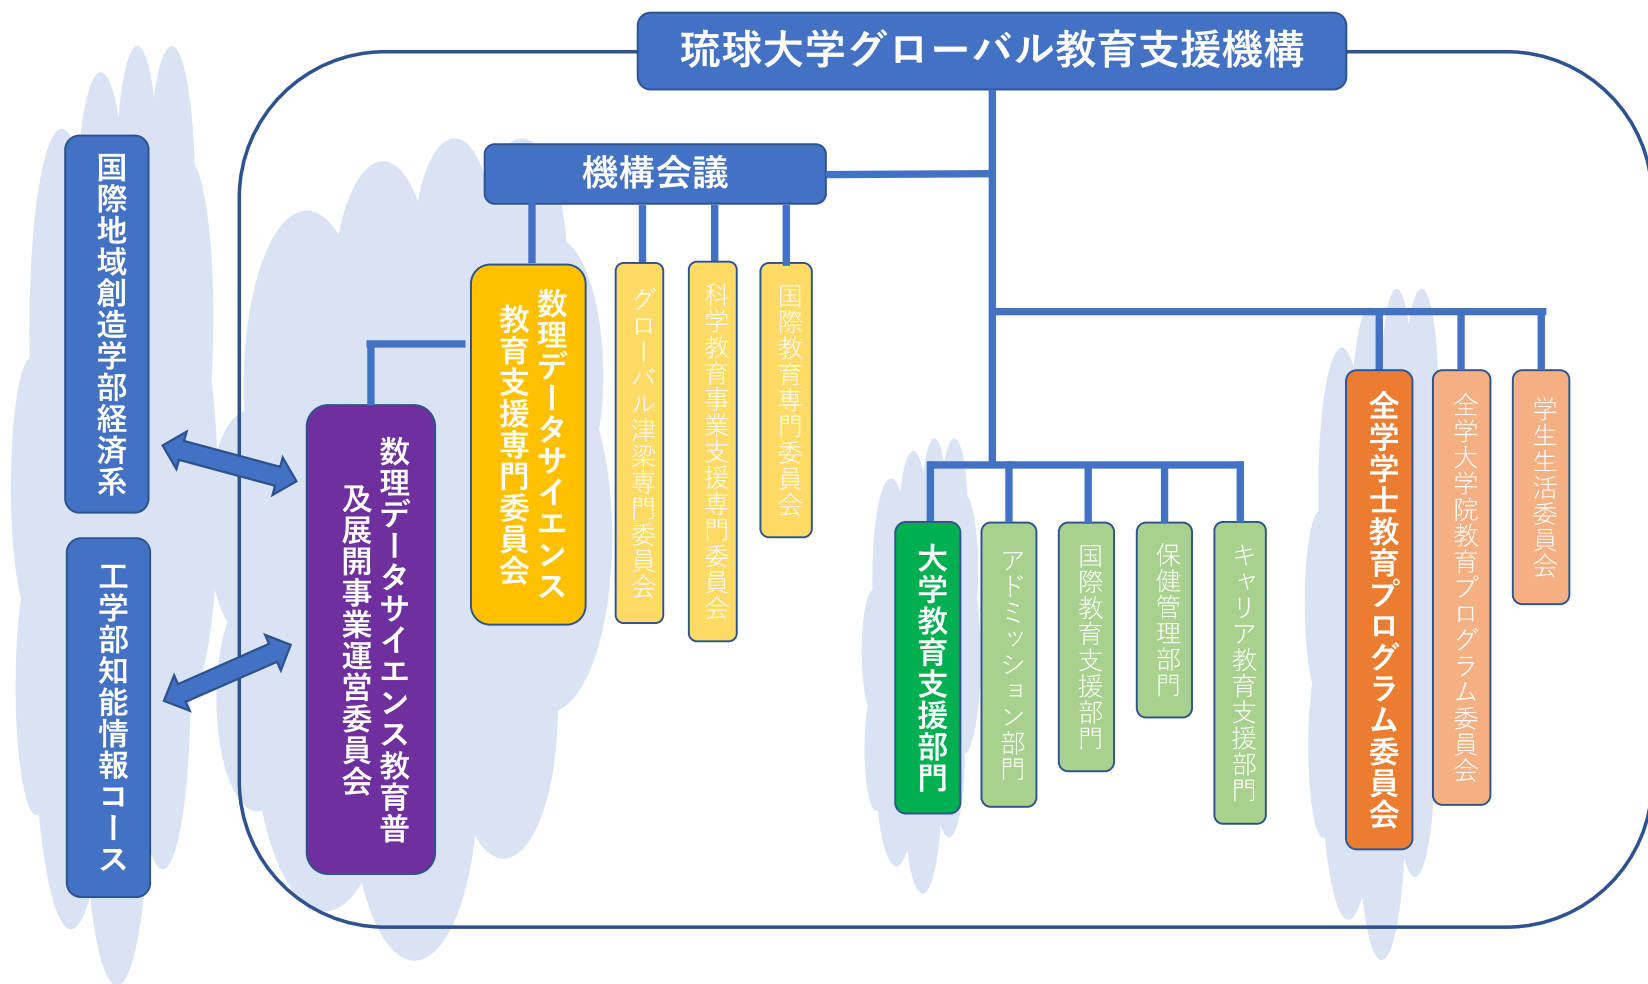 琉球大学グローバル教育支援機構
機構会議
国際地域創造学部経済系
工学部知能情報コース
数理データサイエンス教育普
及展開事業運営委員会
数理データサイエンス
教育支援専門委員会
グローバル津梁専門委員会
科学教育事業支援専門委員会
国際教育専門委員会
大学教育支援部門
アドミッション部門
国際教育支援部門
保健管理部門
キャリア教育支援部門
全学学士教育プログラム委員会
全学大学院教育プログラム委員会
学生生活委員会